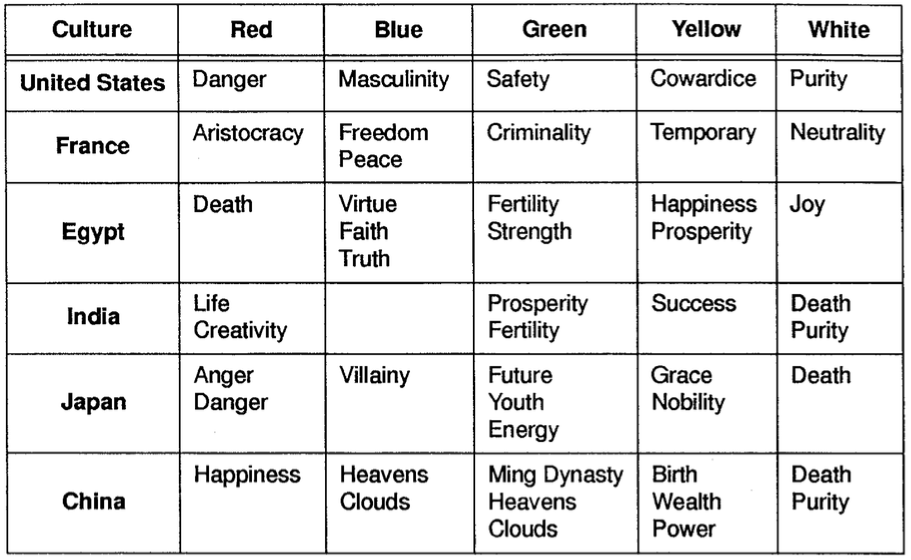 Culture Red Blue Green Yellow White
United States Danger Masculinity Safety Cowardice Purity
France Aristocracy Freedom Peace Criminality Temporary Neutrality
Egypt Death Virtue Faith Truth Fertility Strength Happiness Prosperity Joy
India Life Creativity Prosperity Fertility Success Death Purity
Japan Anger Danger Villainy Future Youth Energy Grace Nobility Death
China Happiness Heavens Clouds Ming Dynasty Heavens Clouds Birth Wealth Power Death Purity